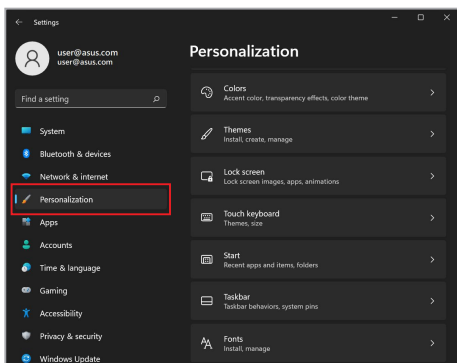 Settings
user@asus.com
user@asus.com
Find a setting
System
Bluetooth & devices
Network & internet
Personalization
Apps
Accounts
Time & language
Gaming
Accessibility
Privacy & security
Windows Update
Personalization
Colors
Accent color, transparency effects, color theme
Themes
Install, create, manage
Lock screen
Lock screen images, apps, animations
Touch keyboard
Themes, size
Start
Recent apps and items, folders
Taskbar
Taskbar behaviors, system pins
Fonts
Install, manage